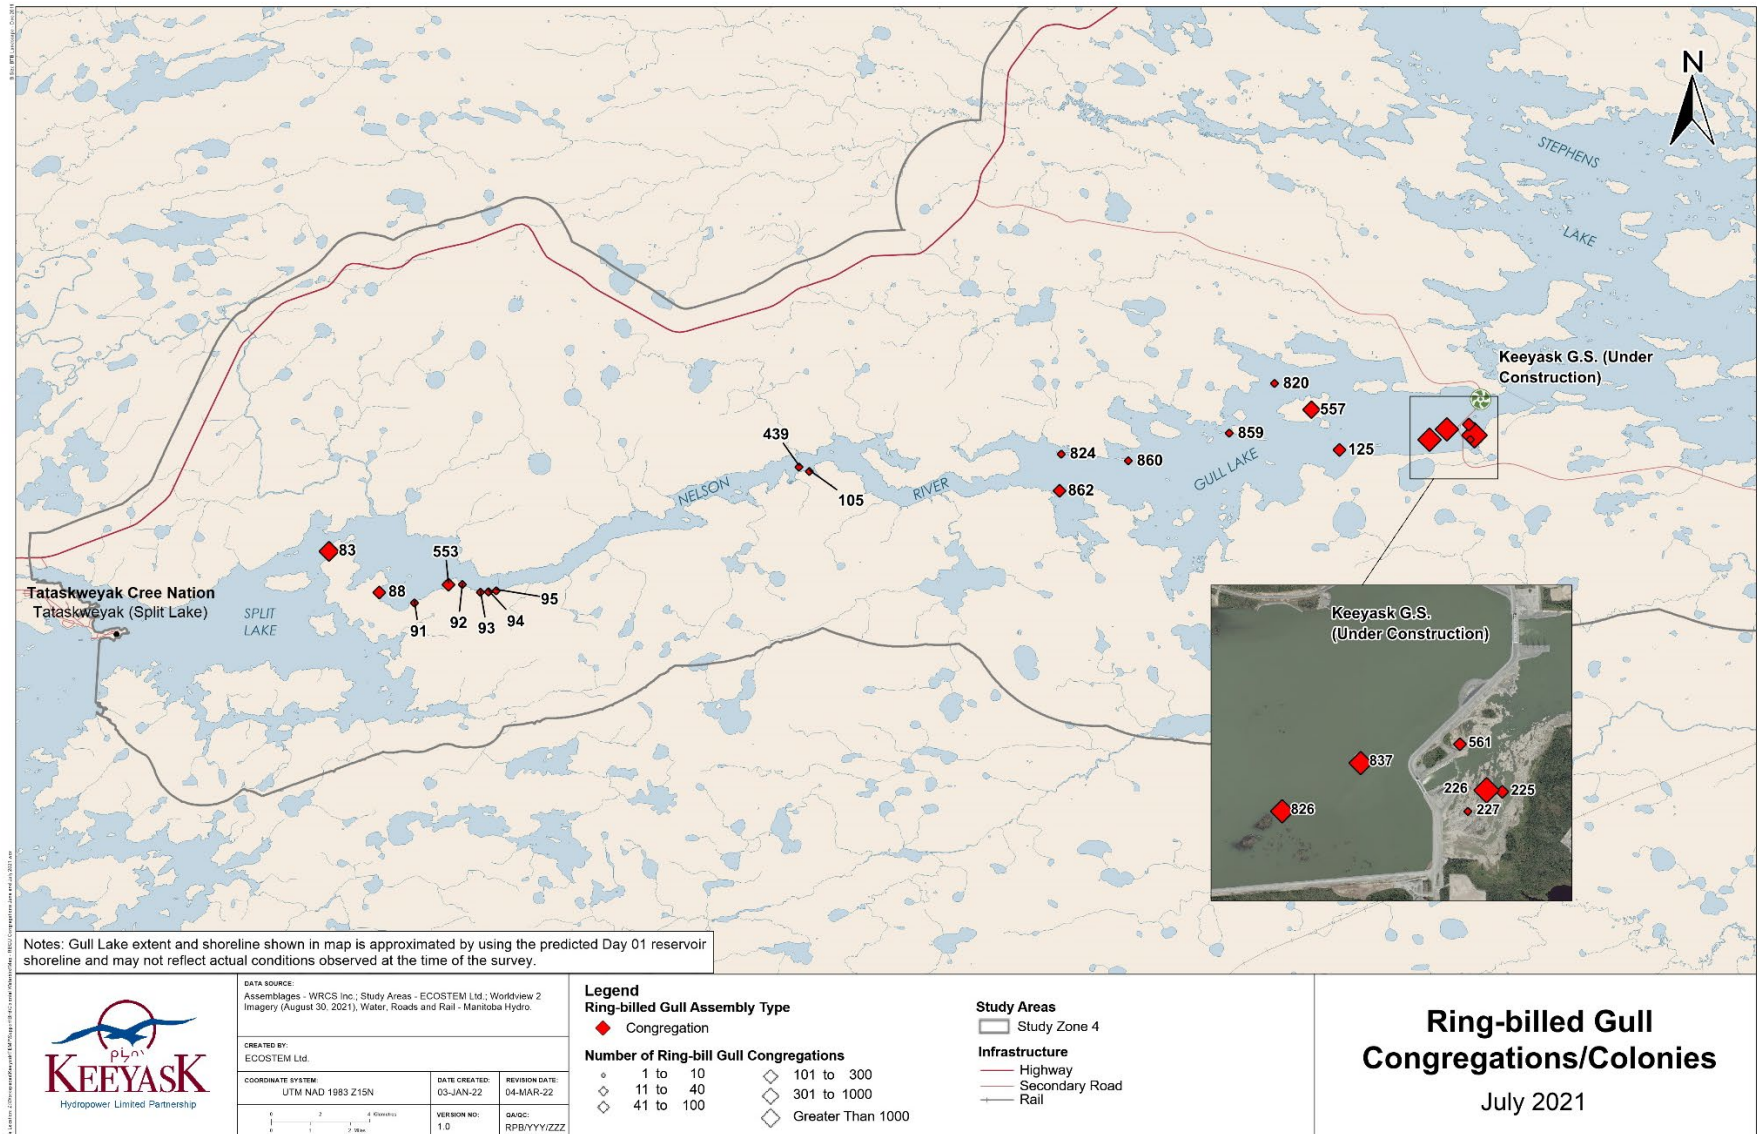 N
STEPHENS
LAKE
Keeyask G.S. (Under
Construction)
820
557
859
125
439
824
860
GULL LAKE
NELSON
105
RIVER
862
83
553
88
95
Tataskweyak Cree Nation
Tataskweyak (Split Lake)
SPLIT
LAKE
91
92
93
94
Keeyask G.S.
(Under Construction)
561
837
226
225
826
227
Notes: Gull Lake extent and shoreline shown in map is approximated by using the predicted Day 01 reservoir
shoreline and may not reflect actual conditions observed at the time of the survey.
KEEYASK
Hydropower Limited Partnership
DATA SOURCE:
Assemblages - WRCS Inc.; Study Areas - ECOSTEM Ltd.; Worldview 2
Imagery (August 30, 2021), Water, Roads and Rail - Manitoba Hydro.
CREATED BY:
ECOSTEM Ltd.
COORDINATE SYSTEM:
UTM NAD 1983 Z15N
DATE CREATED:
03-JAN-22
REVISION DATE:
04-MAR-22
0 2 4 Kilometres
0 1 2 Miles
VERSION NO:
1.0
QA/QC:
RPB/YYY/ZZZ
Legend
Ring-billed Gull Assembly Type
Congregation
Number of Ring-bill Gull Congregations
1 to 10
11 to 40
41 to 100
101 to 300
301 to 1000
Greater Than 1000
Study Areas
Study Zone 4
Infrastructure
Highway
Secondary Road
Rail
Ring-billed Gull
Congregations/Colonies
July 2021